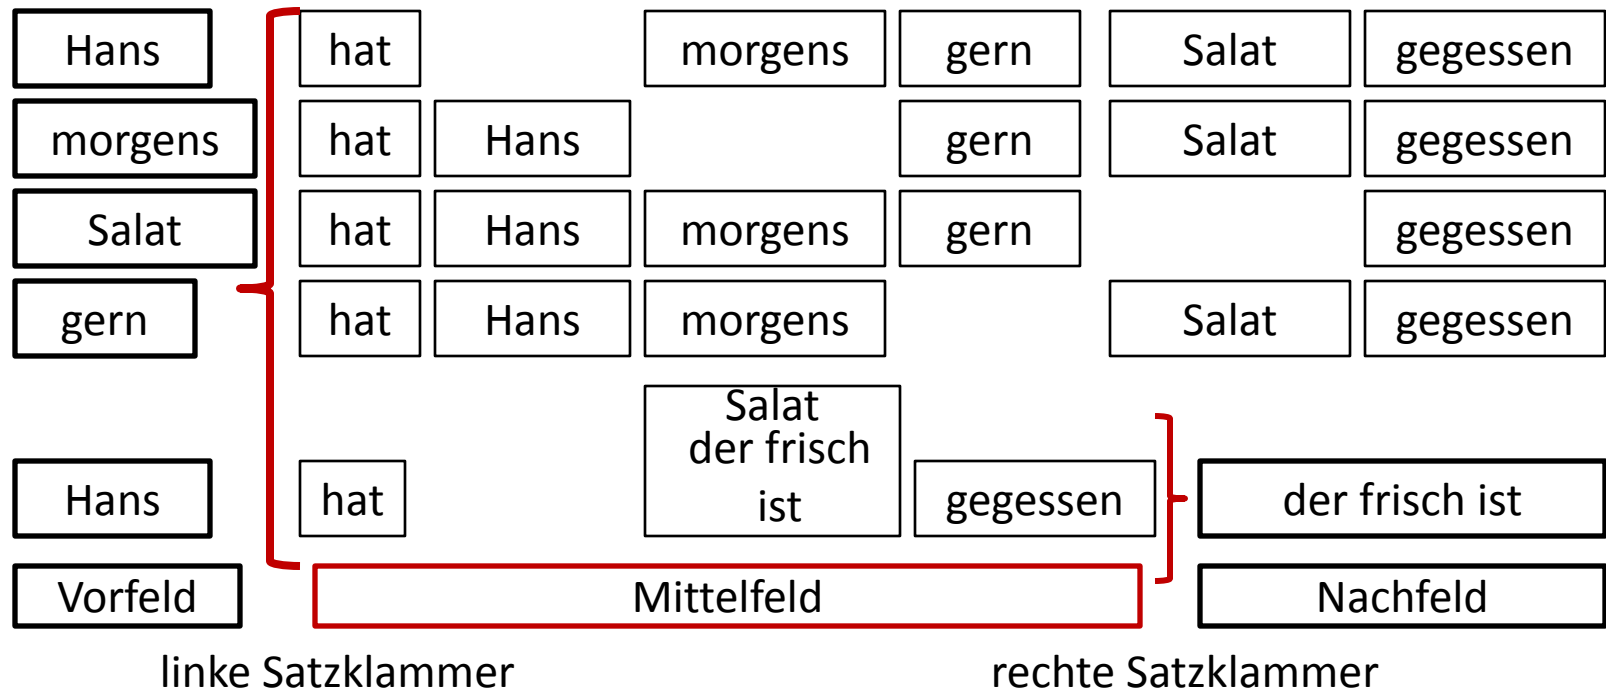 Hans hat morgens gern Salat gegessen
morgens hat Hans gern Salat gegessen
Salat hat Hans morgens gern gegessen
gern hat Hans morgens Salat gegessen
Salat
der frisch
Hans hat ist gegessen der frisch ist
Vorfeld Mittelfeld Nachfeld
linke Satzklammer rechte Satzklammer